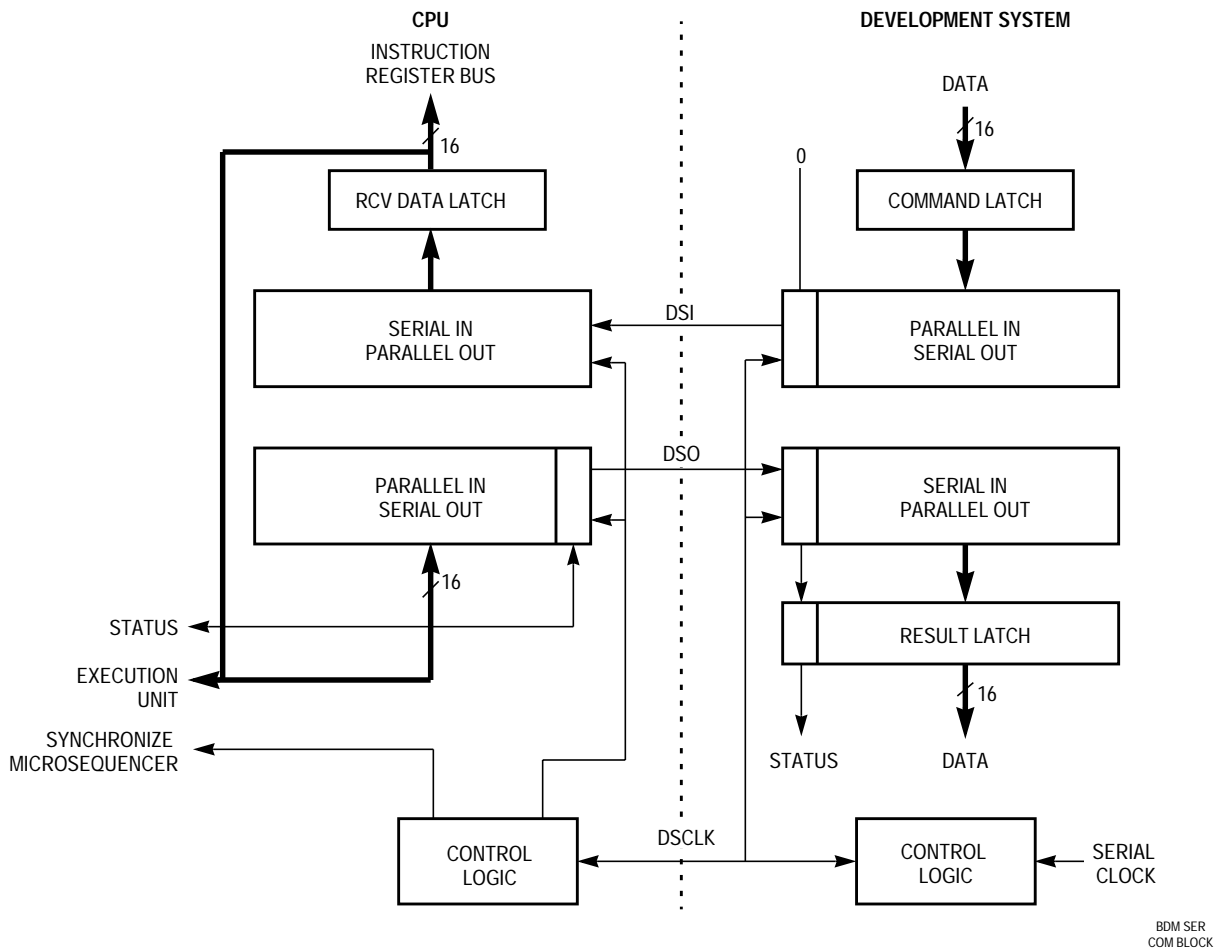 CPU
DEVELOPMENT SYSTEM
INSTRUCTION
REGISTER BUS
DATA
16
16
0
RCV DATA LATCH
COMMAND LATCH
DSI
SERIAL IN
PARALLEL OUT
PARALLEL IN
SERIAL OUT
DSO
PARALLEL IN
SERIAL OUT
SERIAL IN
PARALLEL OUT
16
STATUS
RESULT LATCH
EXECUTION
UNIT
16
SYNCHRONIZE
MICROSEQUENCER
STATUS
DATA
DSCLK
CONTROL
LOGIC
CONTROL
LOGIC
SERIAL
CLOCK
BDM SER
COM BLOCK